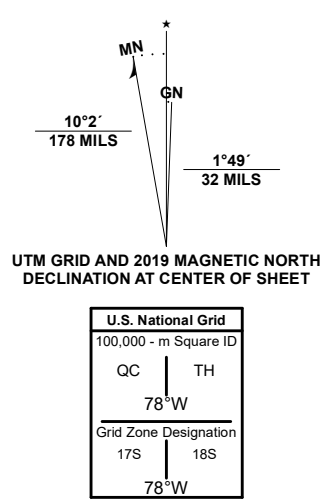 ★
MN
GN
10°2´
178 MILS
1°49´
32 MILS
UTM GRID AND 2019 MAGNETIC NORTH
DECLINATION AT CENTER OF SHEET
U.S. National Grid
100,000 - m Square ID
QC TH
78°W
Grid Zone Designation
17S 18S
78°W